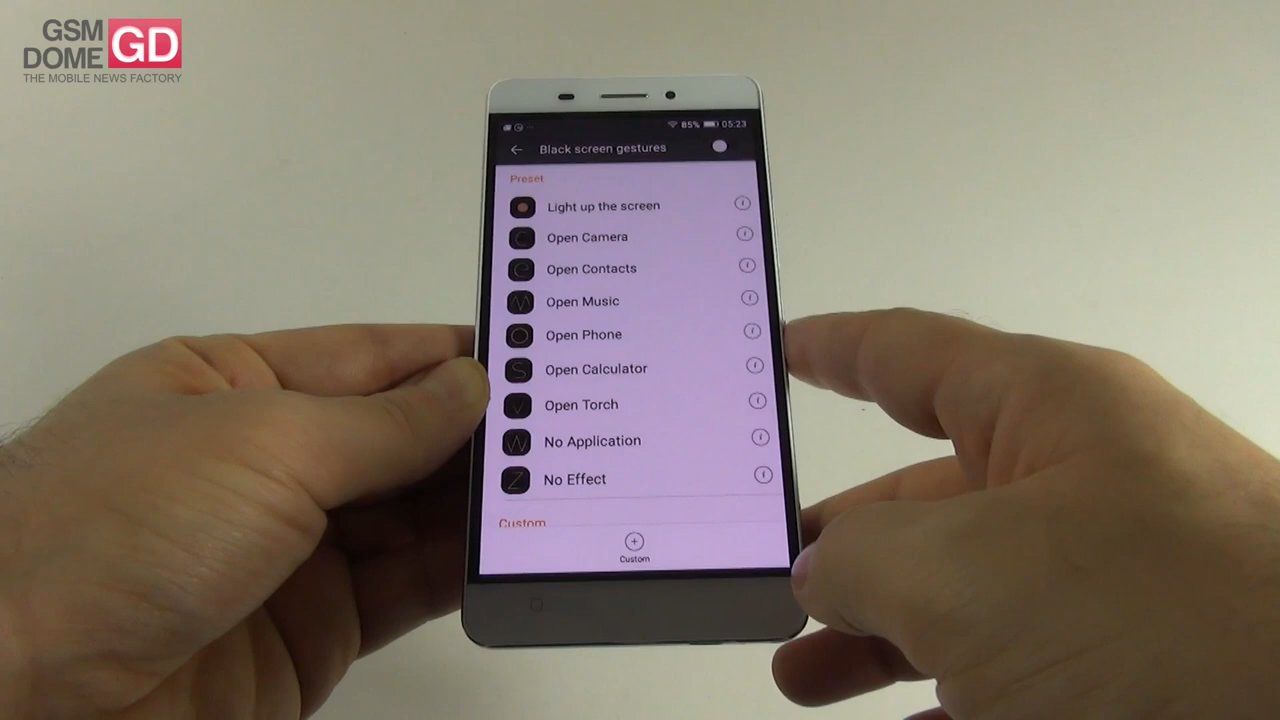 GSM
DOME GD
THE MOBILE NEWS FACTORY
85% 05:23
Black screen gestures
Preset
Light up the screen
Open Camera
Open Contacts
Open Music
Open Phone
Open Calculator
Open Torch
No Application
No Effect
Custom
Custom